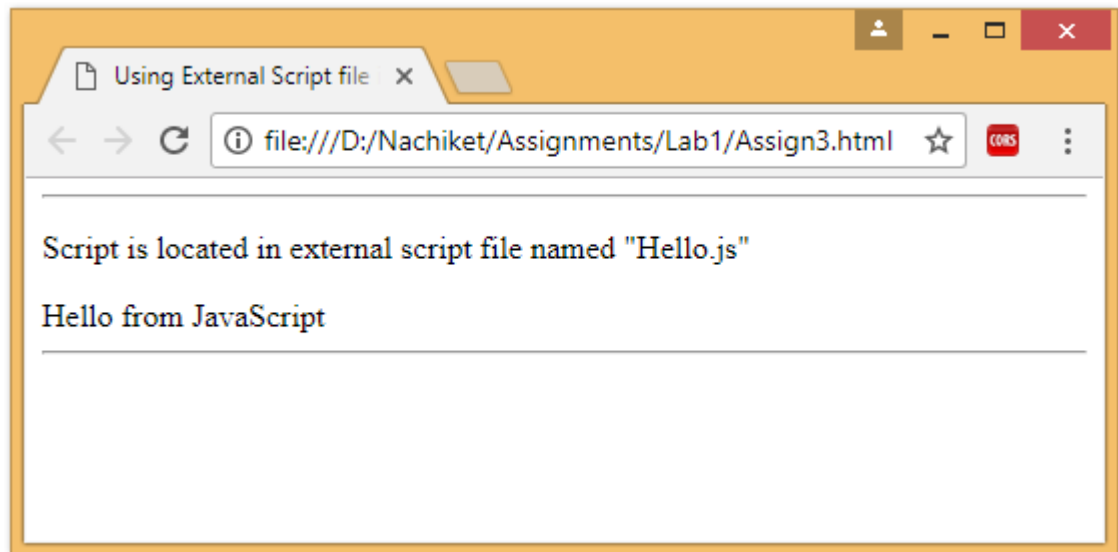 Using External Script file
file:///D:/Nachiket/Assignments/Lab1/Assign3.html
CORS
Script is located in external script file named "Hello.js"
Hello from JavaScript